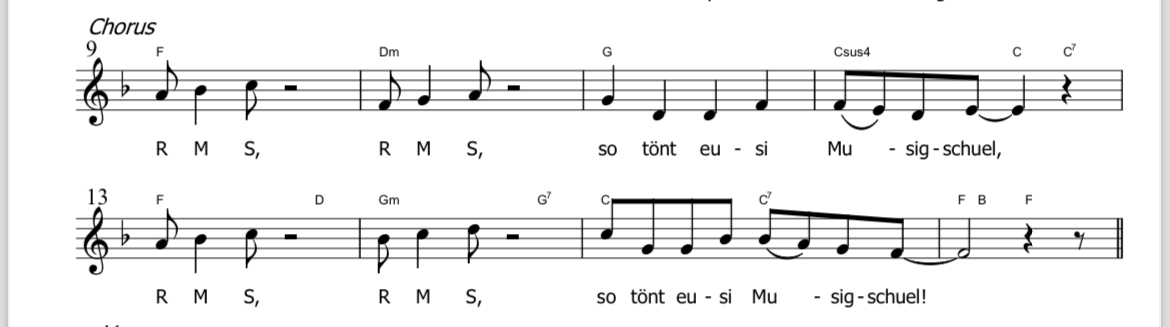 Chorus
9 F Dm G Csus4 C C7
R M S, R M S, so tönt eu - si Mu - sig - schuel,
13 F D Gm G7 C C7 F B F
R M S, R M S, so tönt eu - si Mu - sig - schuel!